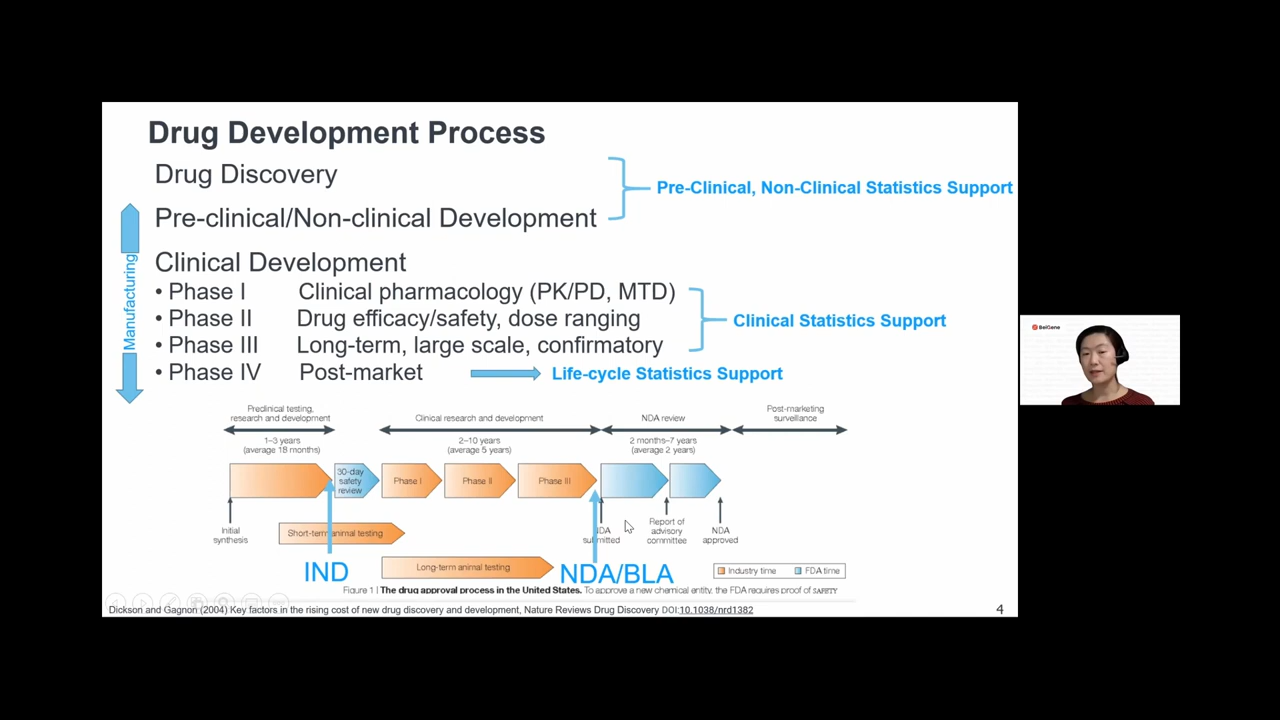 Drug Development Process
Drug Discovery
Pre-Clinical, Non-Clinical Statistics Support
Pre-clinical/Non-clinical Development
Manufacturing
Clinical Development
• Phase I Clinical pharmacology (PK/PD, MTD)
• Phase II Drug efficacy/safety, dose ranging
Clinical Statistics Support
• Phase III Long-term, large scale, confirmatory
• Phase IV Post-market
Life-cycle Statistics Support
BeiGene
Preclinical testing,
research and development
Clinical research and development
NDA review
Post-marketing
surveillance
1–3 years
(average 18 months)
2–10 years
(average 5 years)
2 months–7 years
(average 2 years)
30-day
safety
review
Phase I
Phase II
Phase III
Initial
synthesis
Short-term animal testing
NDA
submitted
Report of
advisory
committee
NDA
approved
Long-term animal testing
IND
NDA/BLA
Industry time
FDA time
Figure 1 | The drug approval process in the United States. To approve a new chemical entity, the FDA requires proof of SAFETY
Dickson and Gagnon (2004) Key factors in the rising cost of new drug discovery and development, Nature Reviews Drug Discovery DOI:10.1038/nrd1382
4